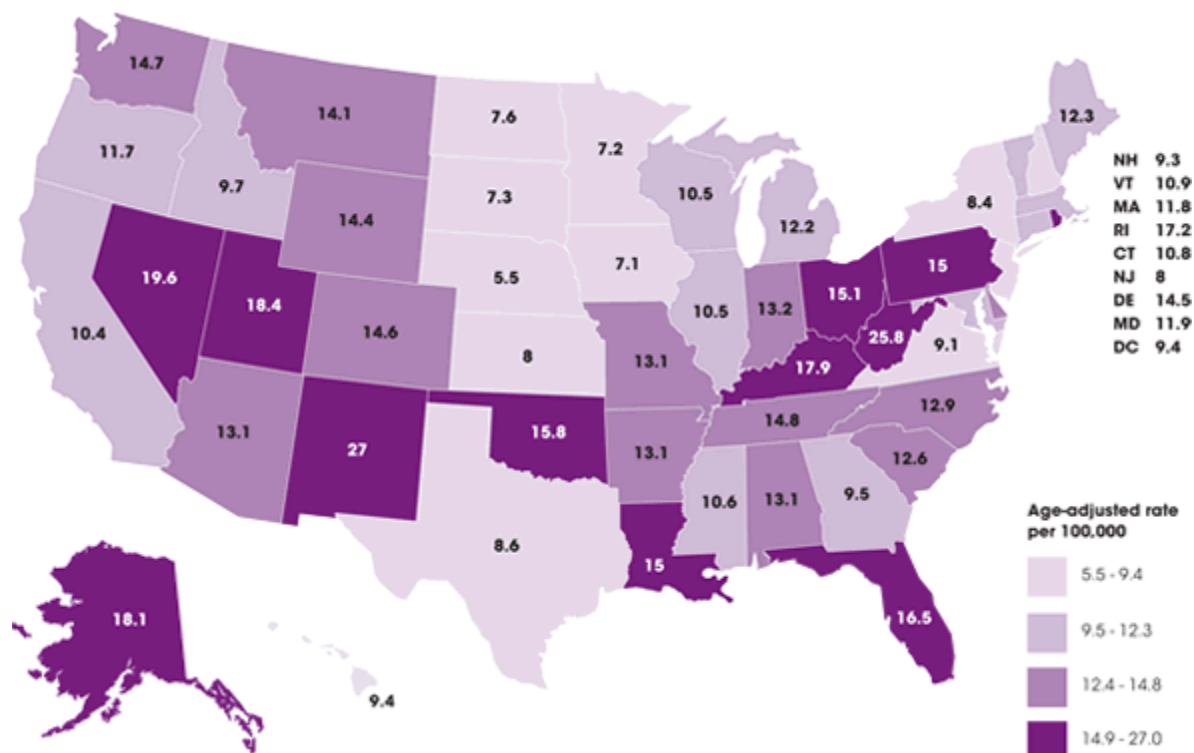 14.7
14.1
7.6
7.2
12.3
11.7
9.7
7.3
10.5
NH 9.3
VT 10.9
MA 11.8
RI 17.2
CT 10.8
NJ 8
DE 14.5
MD 11.9
DC 9.4
14.4
12.2
8.4
19.6
18.4
5.5
7.1
15
10.4
14.6
10.5
13.2
15.1
25.8
9.1
8
13.1
17.9
13.1
27
15.8
13.1
14.8
12.9
12.6
8.6
10.6
13.1
9.5
15
16.5
18.1
9.4
Age-adjusted rate
per 100,000
5.5 - 9.4
9.5 - 12.3
12.4 - 14.8
14.9 - 27.0